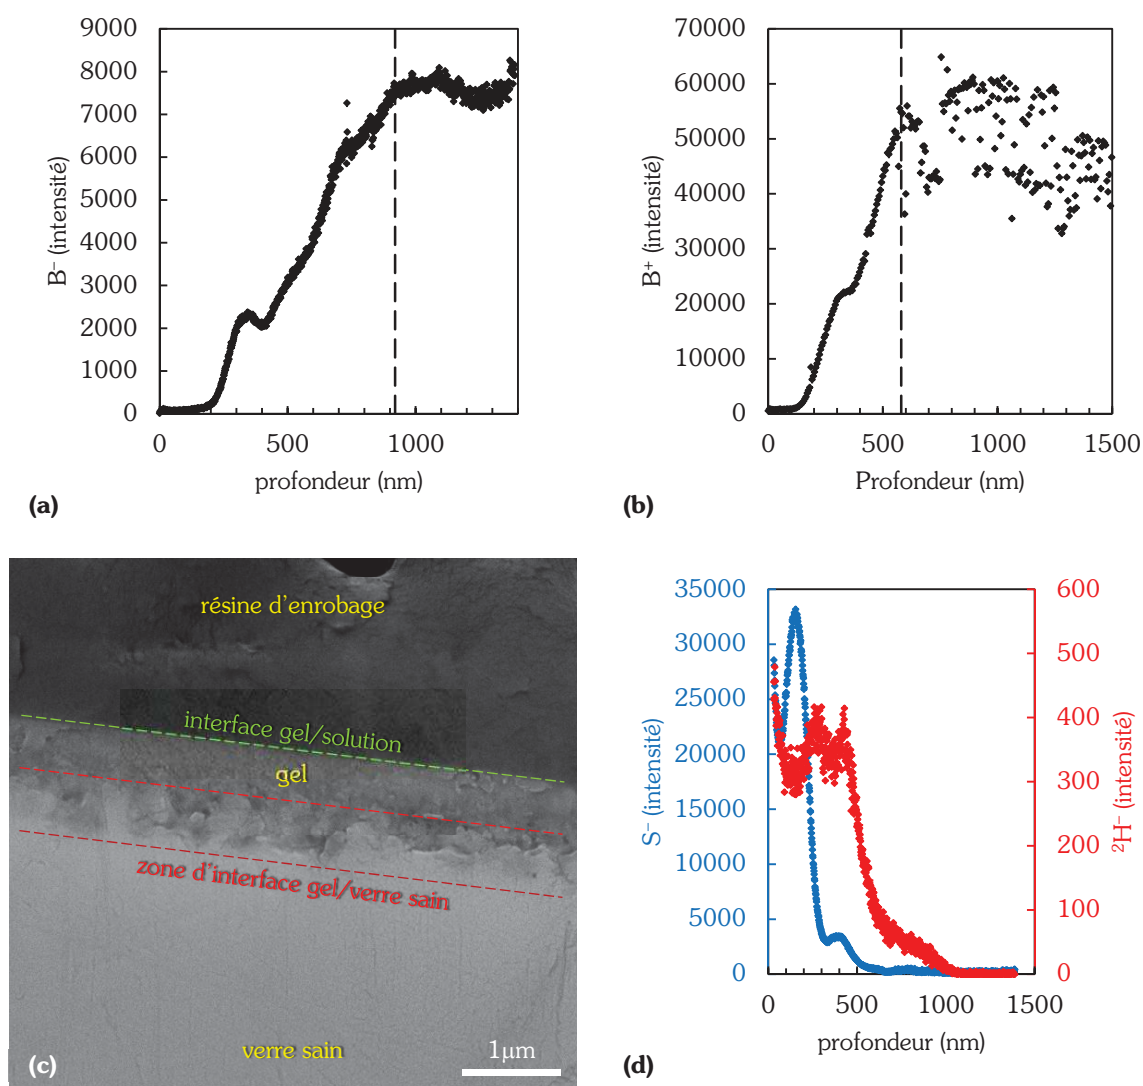 9000
8000
7000
6000
5000
4000
3000
2000
1000
0
B⁻ (intensité)
0 500 1000
profondeur (nm)
(a)
70000
60000
50000
40000
30000
20000
10000
0
B⁺ (intensité)
0 500 1000 1500
Profondeur (nm)
(b)
résine d'enrobage
interface gel/solution
gel
zone d'interface gel/verre sain
verre sain
1µm
(c)
35000
30000
25000
20000
15000
10000
5000
0
S⁻ (intensité)
600
500
400
300
200
100
0
²H⁻ (intensité)
0 500 1000 1500
profondeur (nm)
(d)